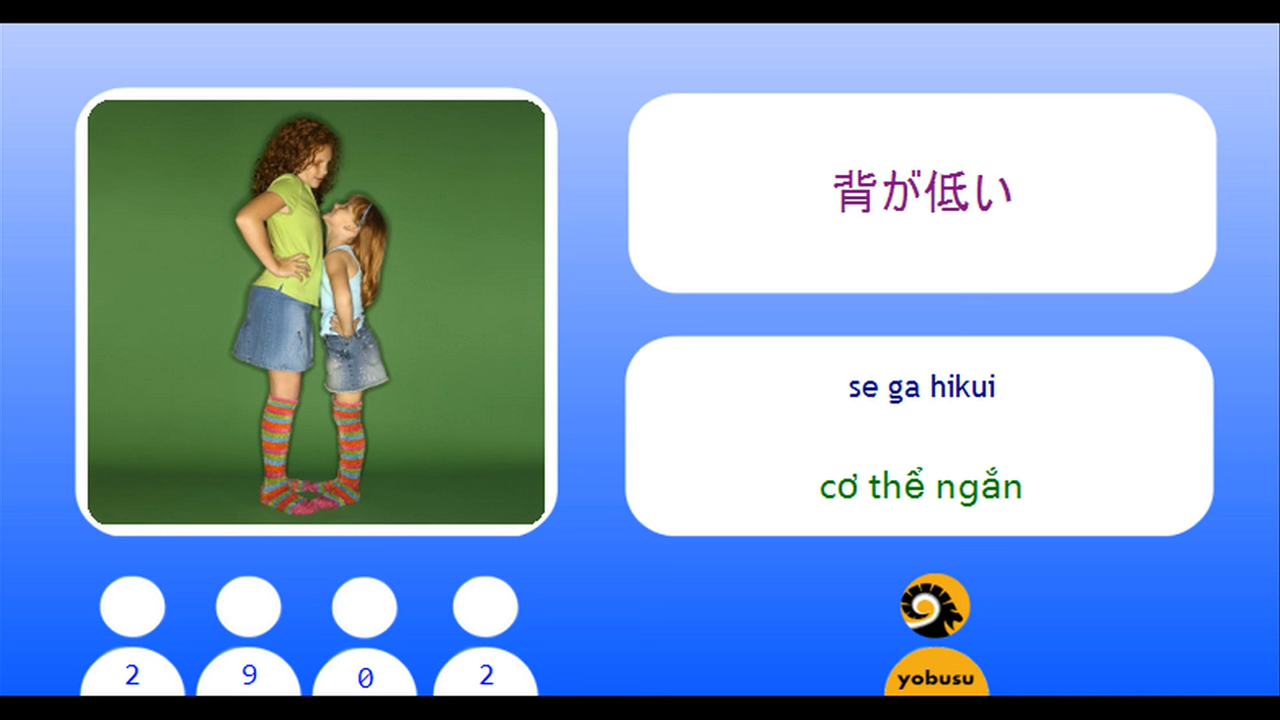 背が低い
se ga hikui
cơ thể ngắn
2 9 0 2
yobusu